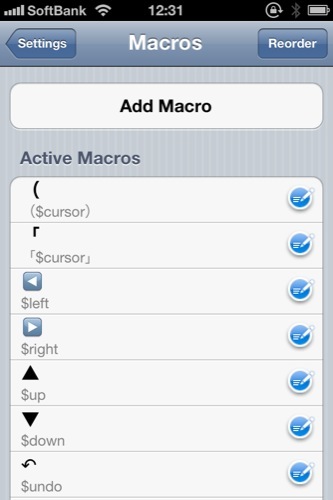 SoftBank 12:31
Settings Macros Reorder
Add Macro
Active Macros
(
（$cursor）
「
「$cursor」
◀
$left
▶
$right
▲
$up
▼
$down
↶
$undo